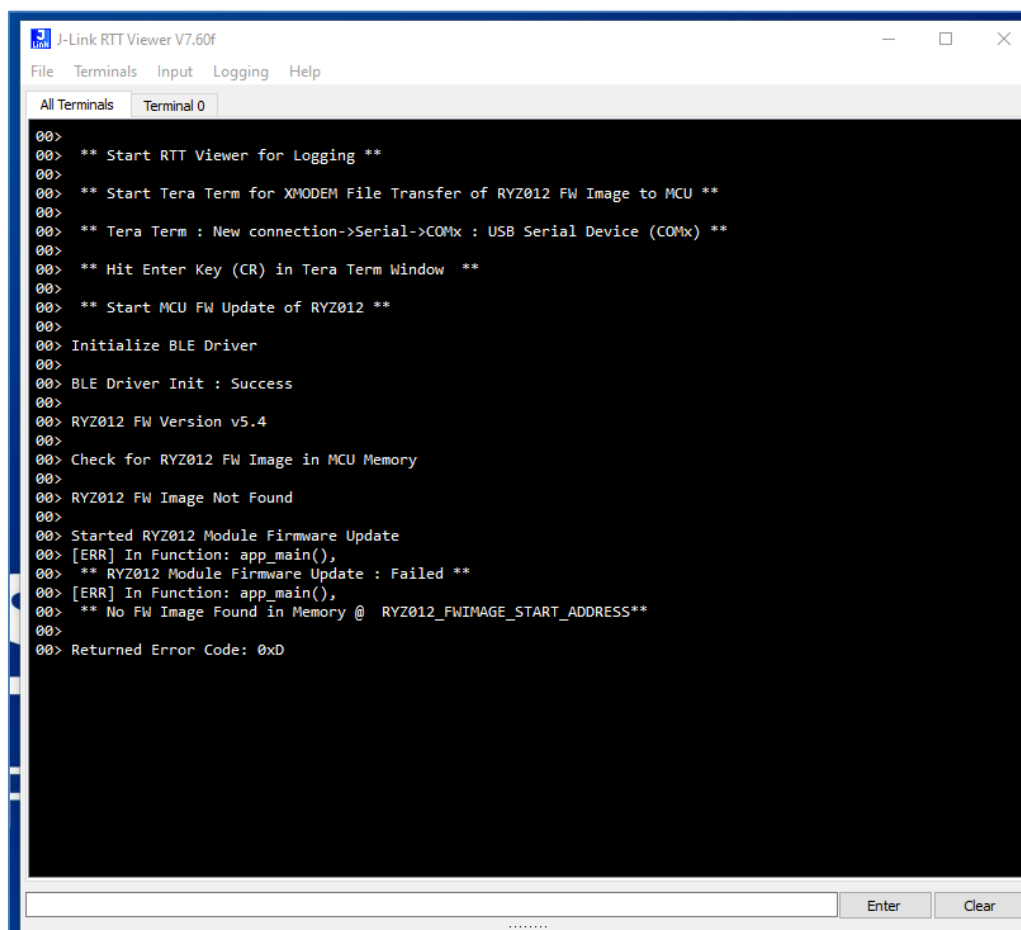 J-Link RTT Viewer V7.60f
File Terminals Input Logging Help
All Terminals Terminal 0
00>
00>  ** Start RTT Viewer for Logging **
00>
00>  ** Start Tera Term for XMODEM File Transfer of RYZ012 FW Image to MCU **
00>
00>  ** Tera Term : New connection->Serial->COMx : USB Serial Device (COMx) **
00>
00>  ** Hit Enter Key (CR) in Tera Term Window  **
00>
00>  ** Start MCU FW Update of RYZ012 **
00>
00> Initialize BLE Driver
00>
00> BLE Driver Init : Success
00>
00> RYZ012 FW Version v5.4
00>
00> Check for RYZ012 FW Image in MCU Memory
00>
00> RYZ012 FW Image Not Found
00>
00> Started RYZ012 Module Firmware Update
00> [ERR] In Function: app_main(),
00>  ** RYZ012 Module Firmware Update : Failed **
00> [ERR] In Function: app_main(),
00>  ** No FW Image Found in Memory @  RYZ012_FWIMAGE_START_ADDRESS**
00>
00> Returned Error Code: 0xD
Enter Clear